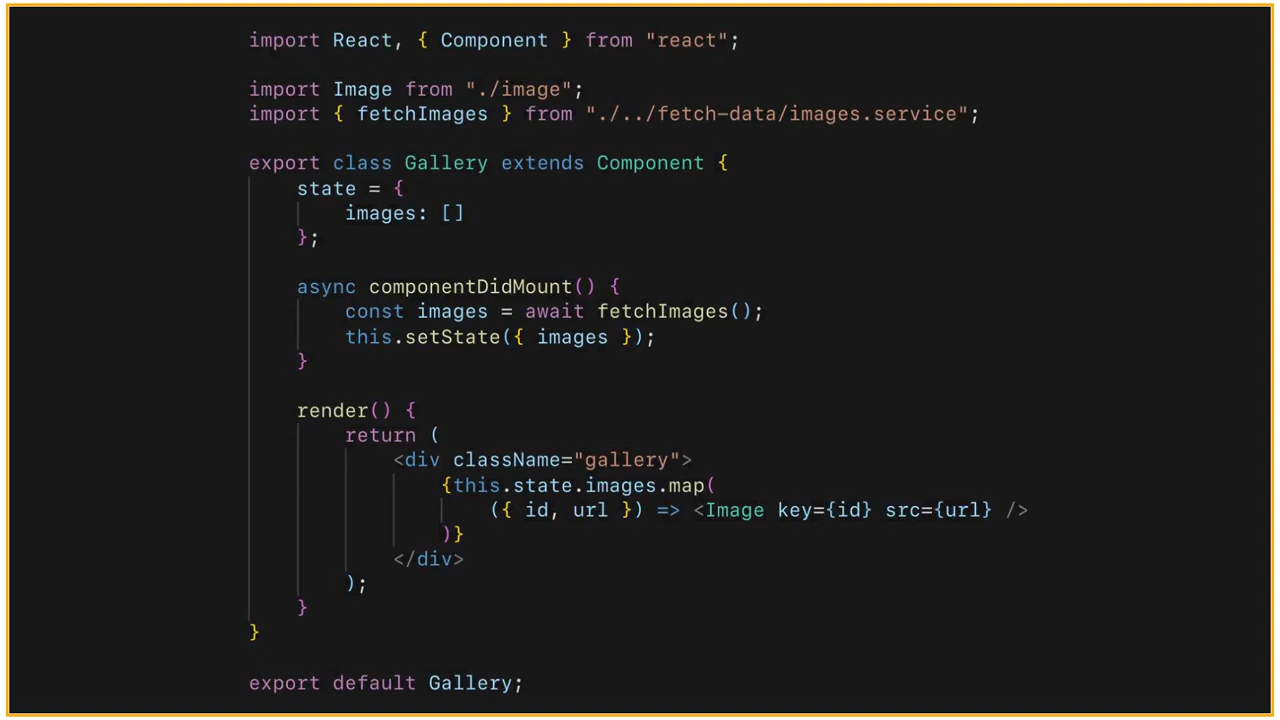 import React, { Component } from "react";
import Image from "./image";
import { fetchImages } from "./../fetch-data/images.service";
export class Gallery extends Component {
state = {
images: []
};
async componentDidMount() {
const images = await fetchImages();
this.setState({ images });
}
render() {
return (
<div className="gallery">
{this.state.images.map(
({ id, url }) => <Image key={id} src={url} />
)}
</div>
);
}
}
export default Gallery;